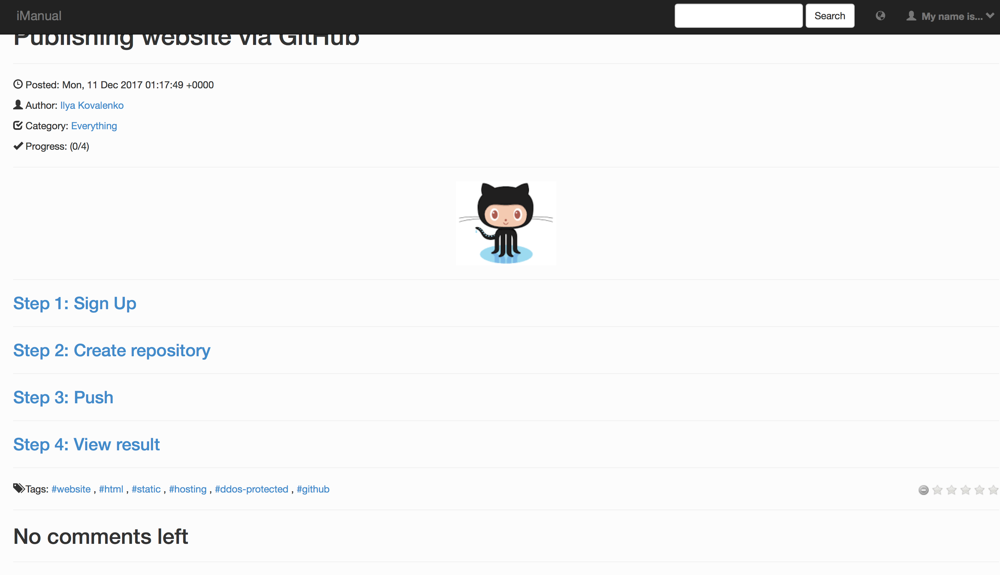 iManual
Search
My name is...
Publishing website via GitHub
Posted: Mon, 11 Dec 2017 01:17:49 +0000
Author: Ilya Kovalenko
Category: Everything
Progress: (0/4)
Step 1: Sign Up
Step 2: Create repository
Step 3: Push
Step 4: View result
Tags: #website , #html , #static , #hosting , #ddos-protected , #github
No comments left